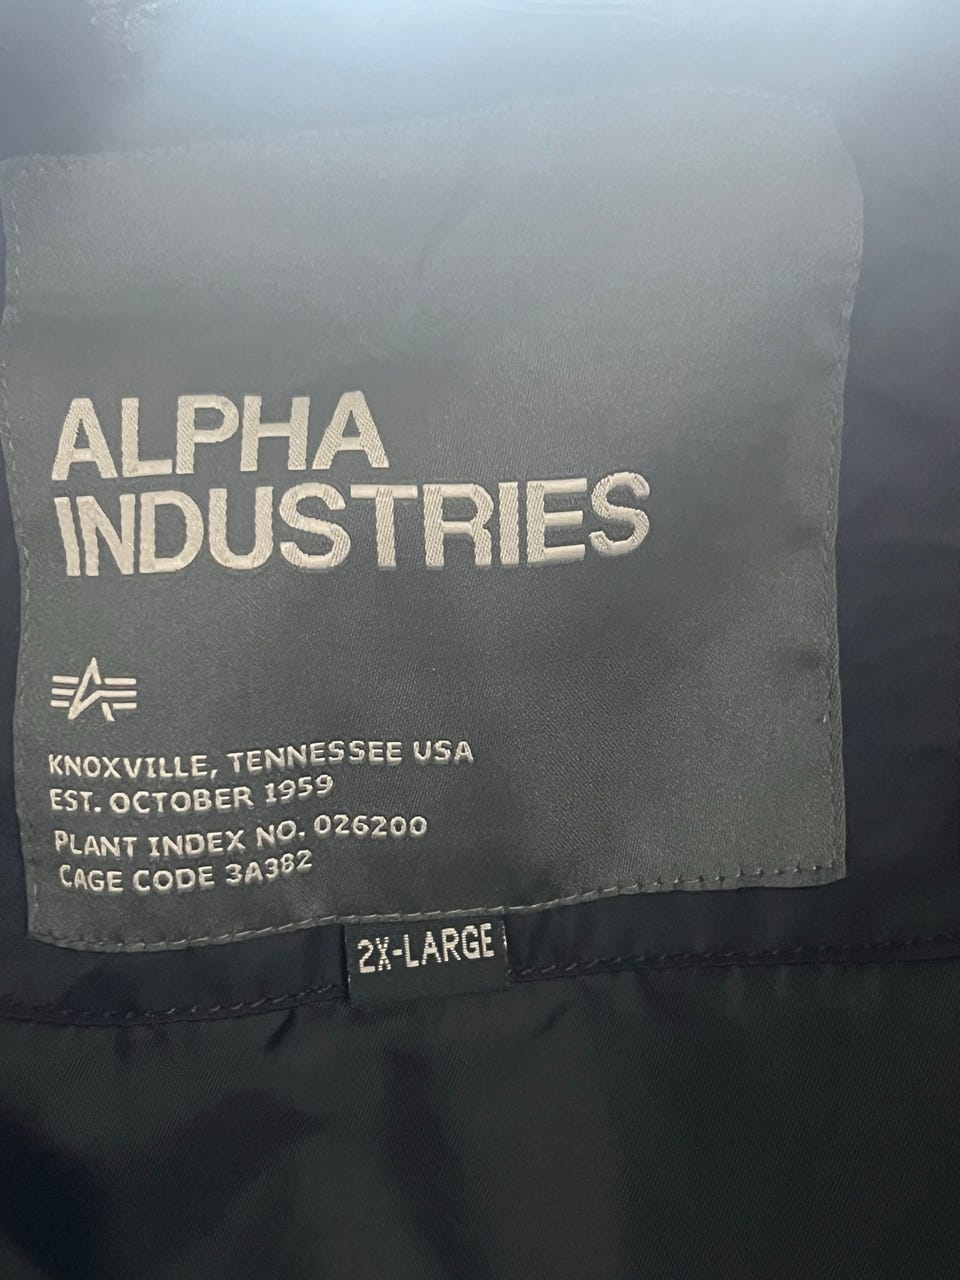 ALPHA
INDUSTRIES
KNOXVILLE, TENNESSEE USA
EST. OCTOBER 1959
PLANT INDEX NO. 026200
CAGE CODE 3A382
2X-LARGE